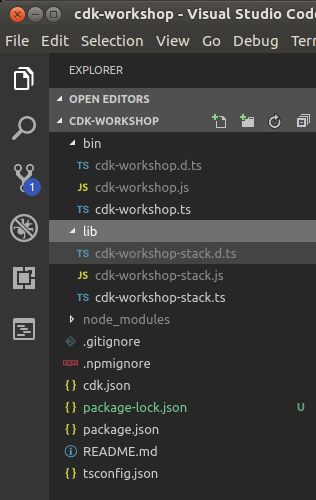 cdk-workshop - Visual Studio Cod
File Edit Selection View Go Debug Tern
EXPLORER
OPEN EDITORS
CDK-WORKSHOP
bin
TS cdk-workshop.d.ts
JS cdk-workshop.js
TS cdk-workshop.ts
1
lib
TS cdk-workshop-stack.d.ts
JS cdk-workshop-stack.js
TS cdk-workshop-stack.ts
node_modules
.gitignore
.npmignore
{} cdk.json
{} package-lock.json U
{} package.json
README.md
{} tsconfig.json